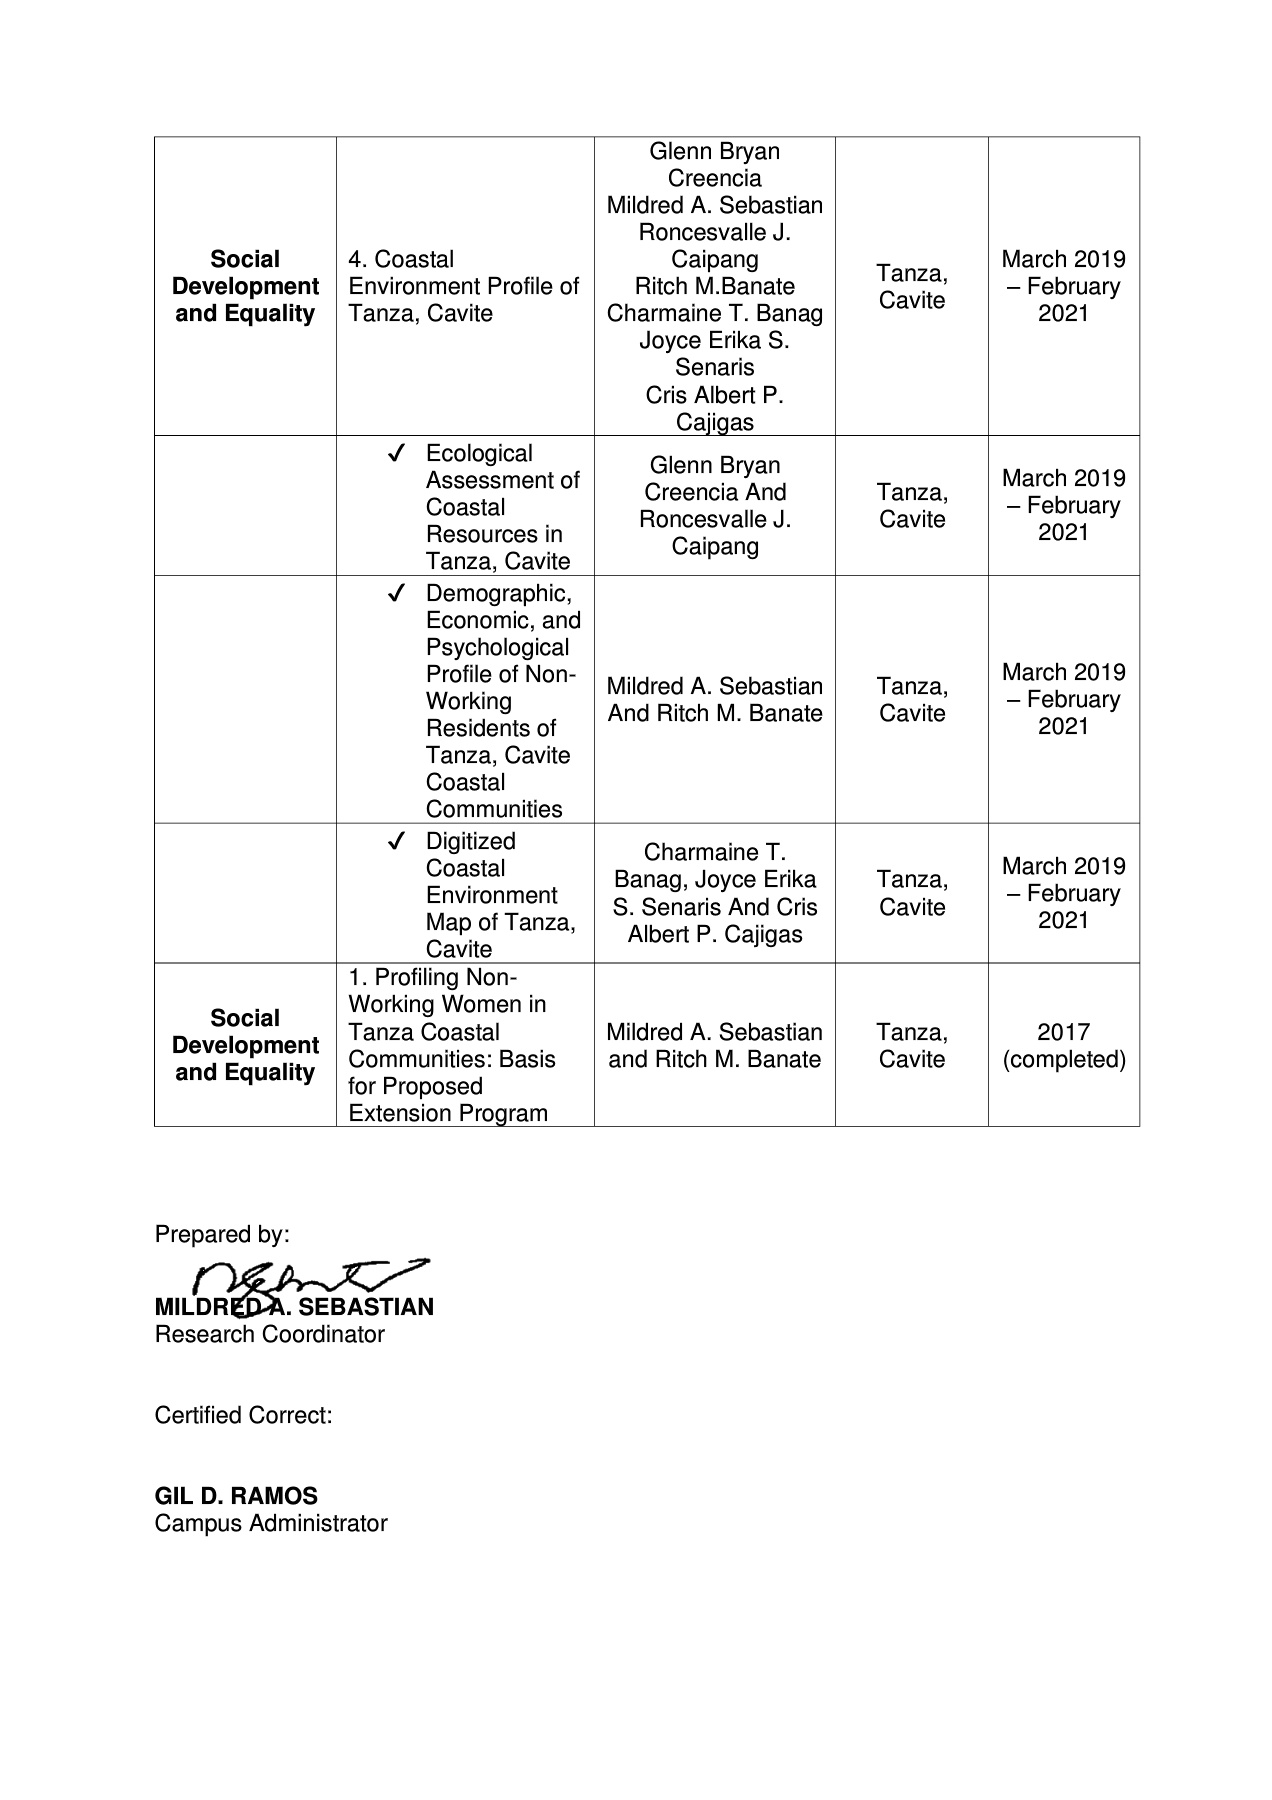 Social
Development
and Equality
4. Coastal
Environment Profile of
Tanza, Cavite
Glenn Bryan
Creencia
Mildred A. Sebastian
Roncesvalle J.
Caipang
Ritch M.Banate
Charmaine T. Banag
Joyce Erika S.
Senaris
Cris Albert P.
Cajigas
Tanza,
Cavite
March 2019
– February
2021
✓ Ecological
Assessment of
Coastal
Resources in
Tanza, Cavite
Glenn Bryan
Creencia And
Roncesvalle J.
Caipang
Tanza,
Cavite
March 2019
– February
2021
✓ Demographic,
Economic, and
Psychological
Profile of Non-
Working
Residents of
Tanza, Cavite
Coastal
Communities
Mildred A. Sebastian
And Ritch M. Banate
Tanza,
Cavite
March 2019
– February
2021
✓ Digitized
Coastal
Environment
Map of Tanza,
Cavite
Charmaine T.
Banag, Joyce Erika
S. Senaris And Cris
Albert P. Cajigas
Tanza,
Cavite
March 2019
– February
2021
Social
Development
and Equality
1. Profiling Non-
Working Women in
Tanza Coastal
Communities: Basis
for Proposed
Extension Program
Mildred A. Sebastian
and Ritch M. Banate
Tanza,
Cavite
2017
(completed)
Prepared by:
MILDRED A. SEBASTIAN
Research Coordinator
Certified Correct:
GIL D. RAMOS
Campus Administrator